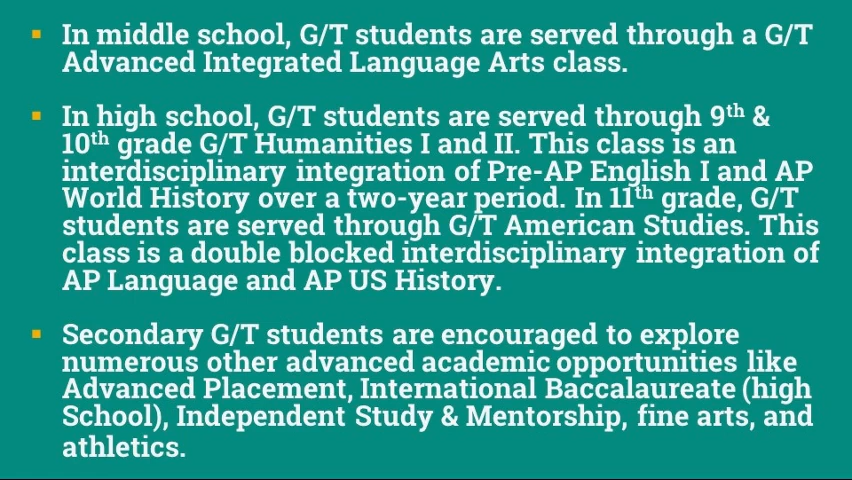 ▪ In middle school, G/T students are served through a G/T
Advanced Integrated Language Arts class.
▪ In high school, G/T students are served through 9th &
10th grade G/T Humanities I and II. This class is an
interdisciplinary integration of Pre-AP English I and AP
World History over a two-year period. In 11th grade, G/T
students are served through G/T American Studies. This
class is a double blocked interdisciplinary integration of
AP Language and AP US History.
▪ Secondary G/T students are encouraged to explore
numerous other advanced academic opportunities like
Advanced Placement, International Baccalaureate (high
School), Independent Study & Mentorship, fine arts, and
athletics.